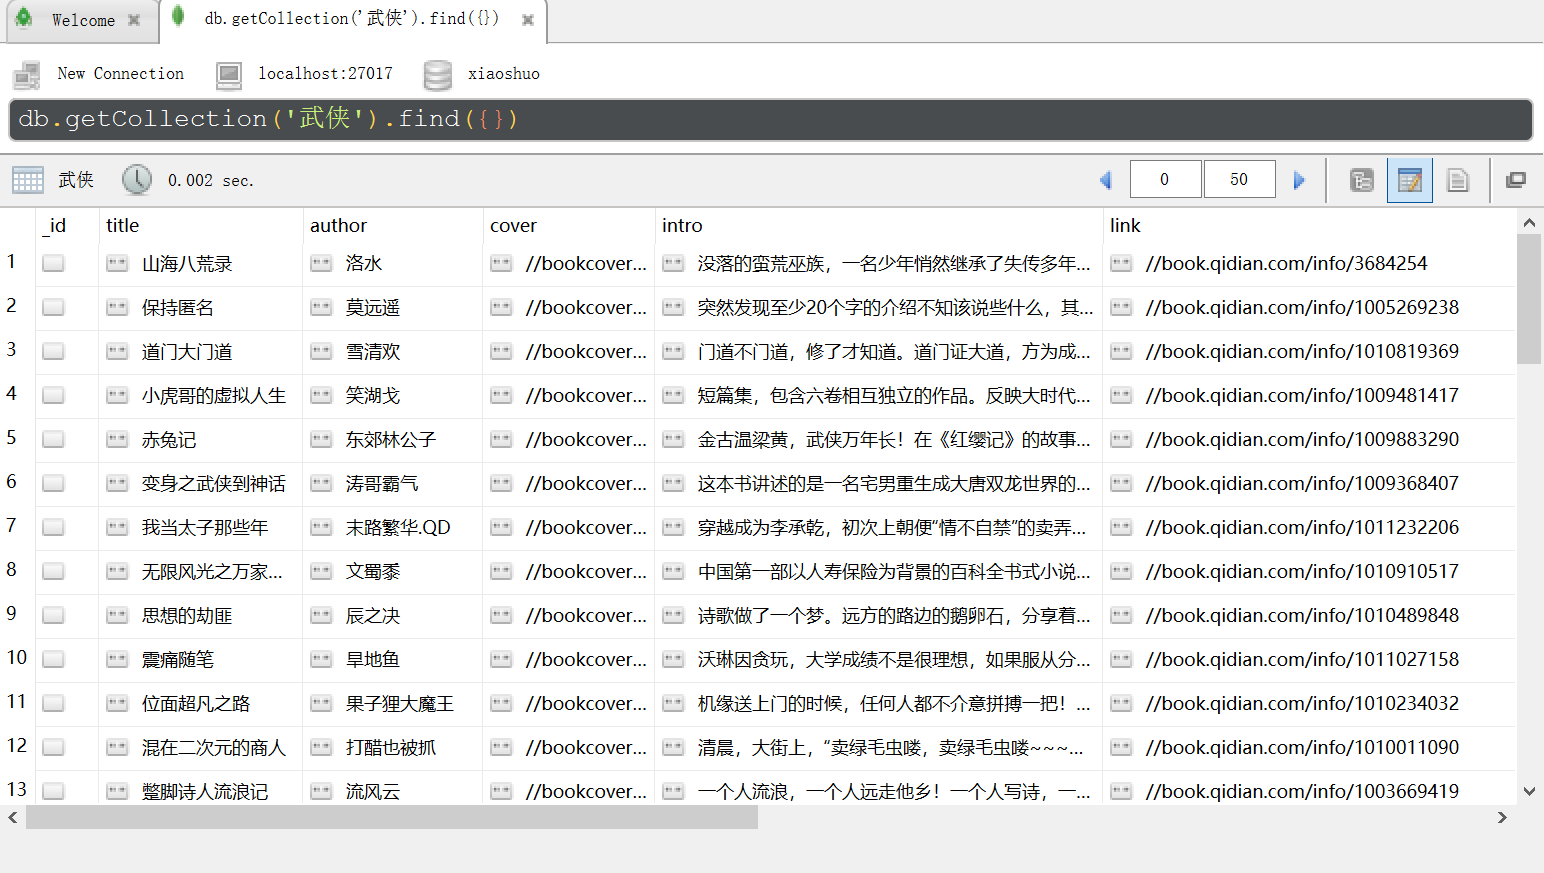 Welcome db.getCollection('武侠').find({})
New Connection localhost:27017 xiaoshuo
db.getCollection('武侠').find({})
武侠 0.002 sec. 0 50
_id title author cover intro link
1 山海八荒录 洛水 //bookcover... 没落的蛮荒巫族，一名少年悄然继承了失传多年... //book.qidian.com/info/3684254
2 保持匿名 莫远遥 //bookcover... 突然发现至少20个字的介绍不知该说些什么，其... //book.qidian.com/info/1005269238
3 道门大门道 雪清欢 //bookcover... 门道不门道，修了才知道。道门证大道，方为成... //book.qidian.com/info/1010819369
4 小虎哥的虚拟人生 笑湖戈 //bookcover... 短篇集，包含六卷相互独立的作品。反映大时代... //book.qidian.com/info/1009481417
5 赤兔记 东郊林公子 //bookcover... 金古温梁黄，武侠万年长！在《红缨记》的故事... //book.qidian.com/info/1009883290
6 变身之武侠到神话 涛哥霸气 //bookcover... 这本书讲述的是一名宅男重生成大唐双龙世界的... //book.qidian.com/info/1009368407
7 我当太子那些年 末路繁华.QD //bookcover... 穿越成为李承乾，初次上朝便“情不自禁”的卖弄... //book.qidian.com/info/1011232206
8 无限风光之万家... 文蜀黍 //bookcover... 中国第一部以人寿保险为背景的百科全书式小说... //book.qidian.com/info/1010910517
9 思想的劫匪 辰之决 //bookcover... 诗歌做了一个梦。远方的路边的鹅卵石，分享着... //book.qidian.com/info/1010489848
10 震痛随笔 旱地鱼 //bookcover... 沃琳因贪玩，大学成绩不是很理想，如果服从分... //book.qidian.com/info/1011027158
11 位面超凡之路 果子狸大魔王 //bookcover... 机缘送上门的时候，任何人都不介意拼搏一把！... //book.qidian.com/info/1010234032
12 混在二次元的商人 打醋也被抓 //bookcover... 清晨，大街上，“卖绿毛虫喽，卖绿毛虫喽~~~... //book.qidian.com/info/1010011090
13 蹩脚诗人流浪记 流风云 //bookcover... 一个人流浪，一个人远走他乡！一个人写诗，一... //book.qidian.com/info/1003669419